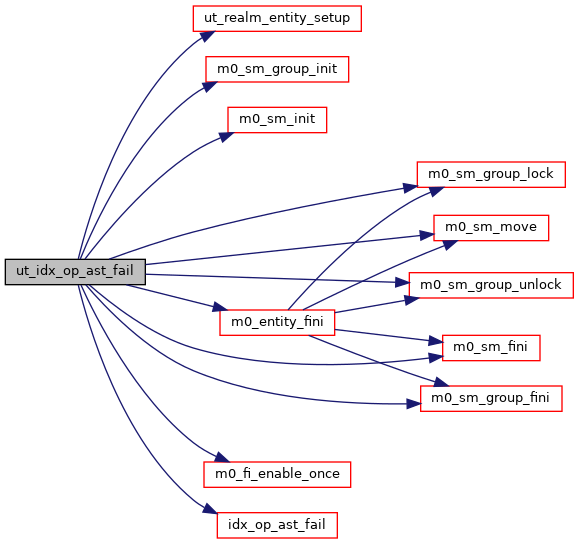 ut_realm_entity_setup
m0_sm_group_init
m0_sm_init
m0_sm_group_lock
m0_sm_move
ut_idx_op_ast_fail
m0_sm_group_unlock
m0_entity_fini
m0_sm_fini
m0_sm_group_fini
m0_fi_enable_once
idx_op_ast_fail